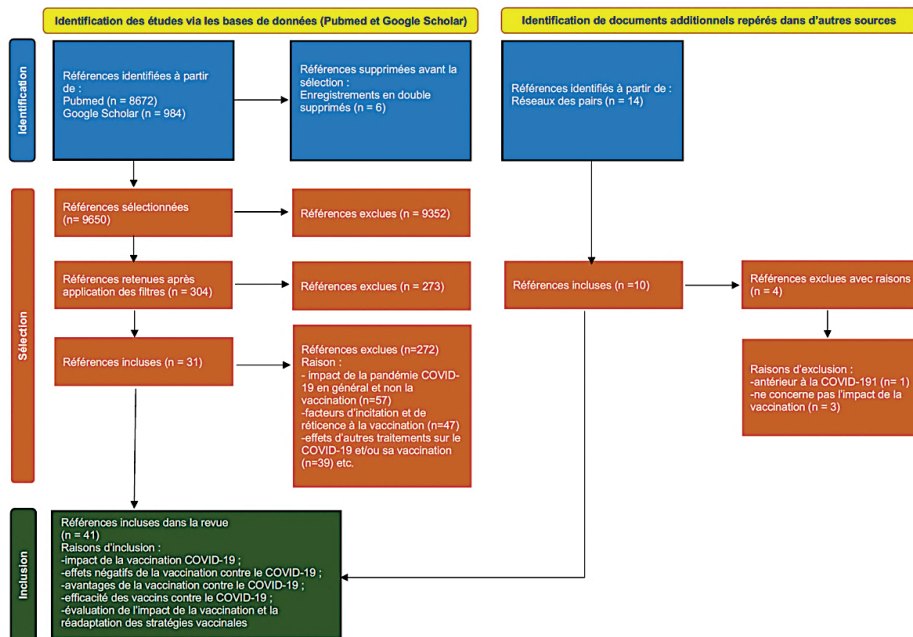 Identification des études via les bases de données (Pubmed et Google Scholar)
Identification de documents additionnels repérés dans d'autres sources
Identification
Références identifiées à partir
de :
Pubmed (n = 8672)
Google Scholar (n = 984)
Références supprimées avant la
sélection :
Enregistrements en double
supprimés (n = 6)
Références identifiés à partir de :
Réseaux des pairs (n = 14)
Sélection
Références sélectionnées
(n= 9650)
Références exclues (n = 9352)
Références retenues après
application des filtres (n = 304)
Références exclues (n = 273)
Références incluses (n =10)
Références exclues avec raisons
(n = 4)
Références incluses (n = 31)
Références exclues (n=272)
Raison :
- impact de la pandémie COVID-
19 en général et non la
vaccination (n=57)
-facteurs d'incitation et de
réticence à la vaccination (n=47)
-effets d'autres traitements sur le
COVID-19 et/ou sa vaccination
(n=39) etc.
Raisons d'exclusion :
-antérieur à la COVID-191 (n= 1)
-ne concerne pas l'impact de la
vaccination (n = 3)
Inclusion
Références incluses dans la revue
(n = 41)
Raisons d'inclusion :
-impact de la vaccination COVID-19 ;
-effets négatifs de la vaccination contre le COVID-19 ;
-avantages de la vaccination contre le COVID-19 ;
-efficacité des vaccins contre le COVID-19 ;
-évaluation de l'impact de la vaccination et la
réadaptation des stratégies vaccinales